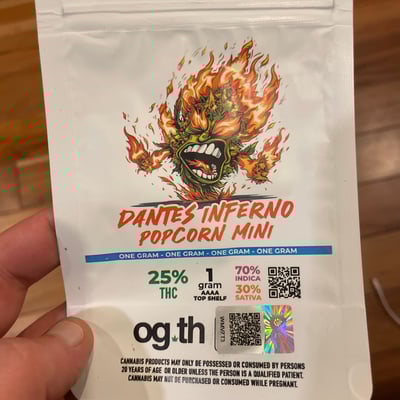 DANTES INFERNO
POPCORN MINI
ONE GRAM - ONE GRAM - ONE GRAM - ONE GRAM
25%
THC
1
gram
AAAA
TOP SHELF
70%
INDICA
30%
SATIVA
og.th
CANNABIS PRODUCTS MAY ONLY BE POSSESSED OR CONSUMED BY PERSONS
20 YEARS OF AGE OR OLDER UNLESS THE PERSON IS A QUALIFIED PATIENT.
CANNABIS MAY NOT BE PURCHASED OR CONSUMED WHILE PREGNANT.